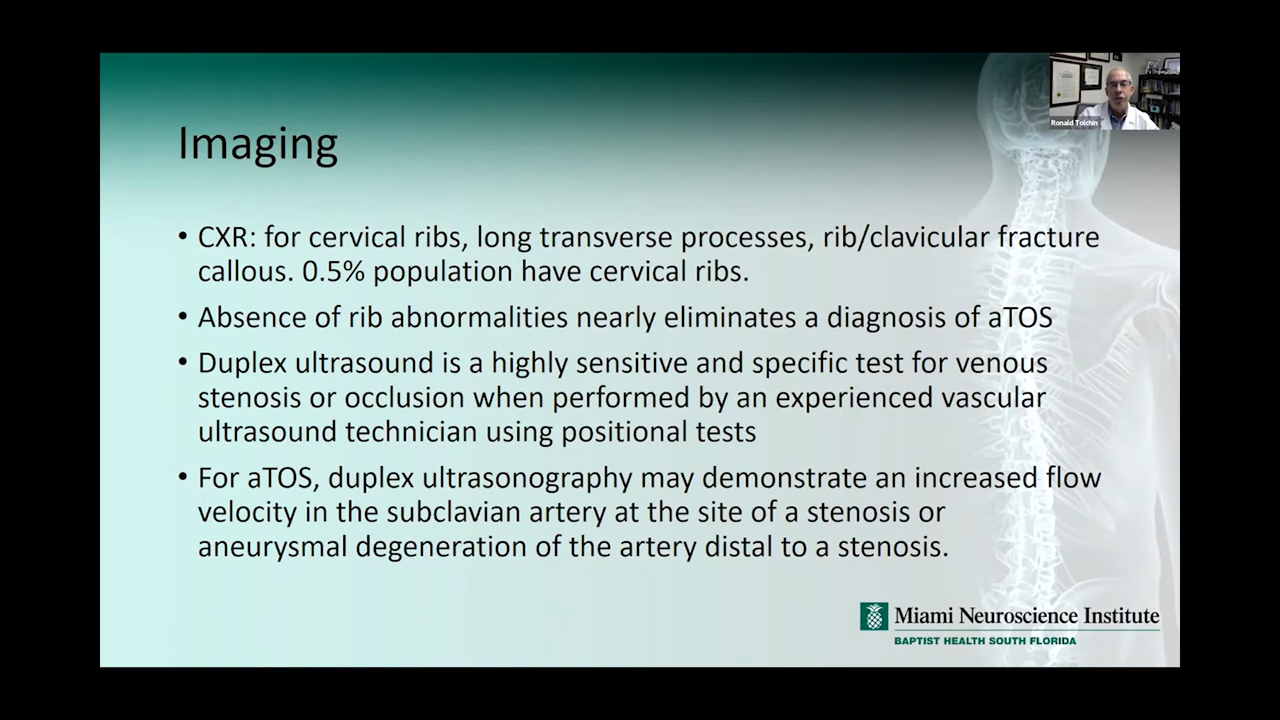 Ronald Tolchin
Imaging
• CXR: for cervical ribs, long transverse processes, rib/clavicular fracture
callous. 0.5% population have cervical ribs.
• Absence of rib abnormalities nearly eliminates a diagnosis of aTOS
• Duplex ultrasound is a highly sensitive and specific test for venous
stenosis or occlusion when performed by an experienced vascular
ultrasound technician using positional tests
• For aTOS, duplex ultrasonography may demonstrate an increased flow
velocity in the subclavian artery at the site of a stenosis or
aneurysmal degeneration of the artery distal to a stenosis.
Miami Neuroscience Institute
BAPTIST HEALTH SOUTH FLORIDA